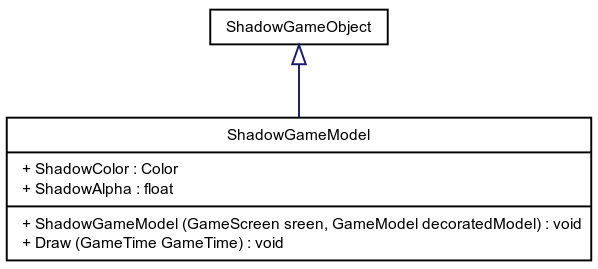 ShadowGameObject
ShadowGameModel
+ ShadowColor : Color
+ ShadowAlpha : float
+ ShadowGameModel (GameScreen sreen, GameModel decoratedModel) : void
+ Draw (GameTime GameTime) : void